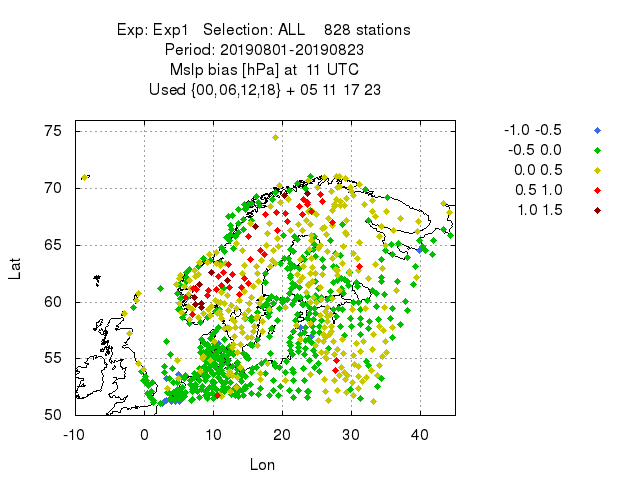 Exp: Exp1 Selection: ALL 828 stations
Period: 20190801-20190823
Mslp bias [hPa] at 11 UTC
Used {00,06,12,18} + 05 11 17 23
-1.0 -0.5
-0.5 0.0
0.0 0.5
0.5 1.0
1.0 1.5
75
70
65
60
55
50
Lat
-10 0 10 20 30 40
Lon